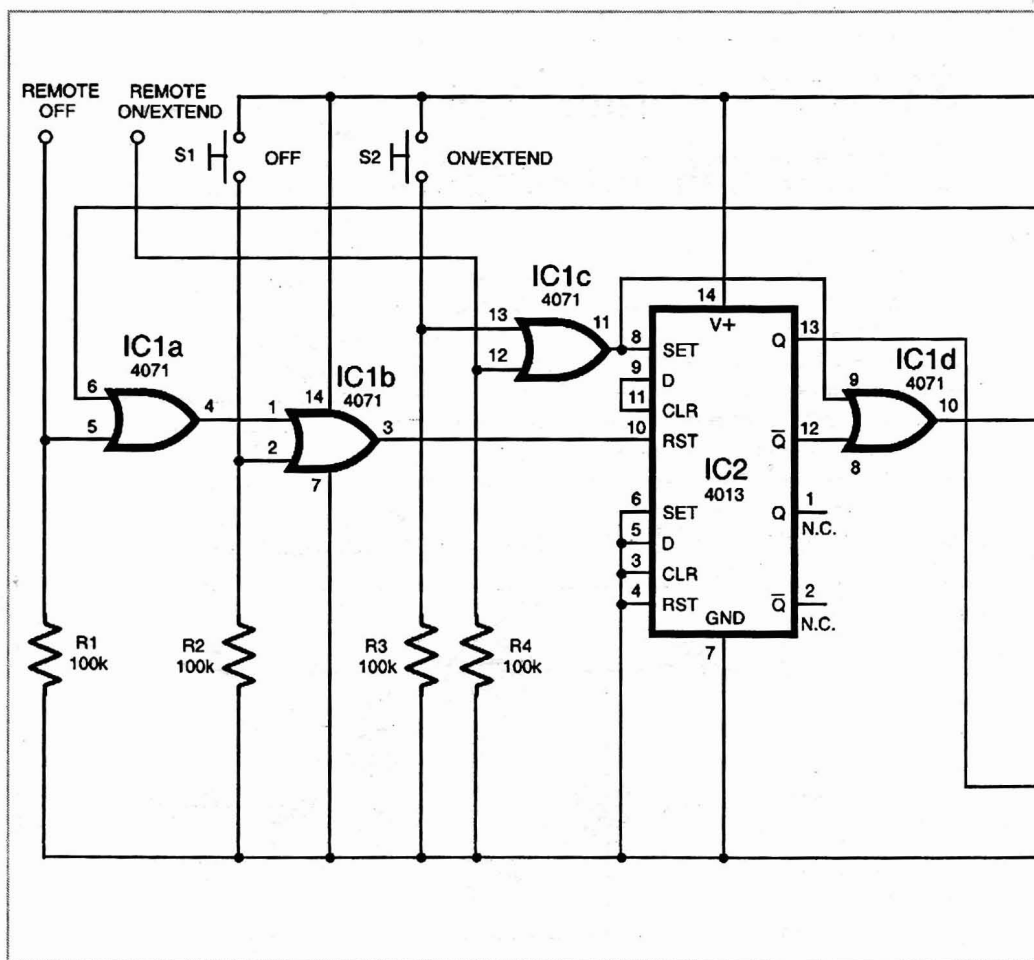 REMOTE
OFF
REMOTE
ON/EXTEND
S1
OFF
S2
ON/EXTEND
IC1a
4071
6
5
4
IC1b
4071
14
1
2
3
7
IC1c
4071
13
12
11
14
V+
8
SET
9
D
11
CLR
10
RST
Q
13
Q
12
IC2
4013
6
SET
5
D
3
CLR
4
RST
Q
1
N.C.
Q
2
N.C.
GND
7
IC1d
4071
9
8
10
R1
100k
R2
100k
R3
100k
R4
100k